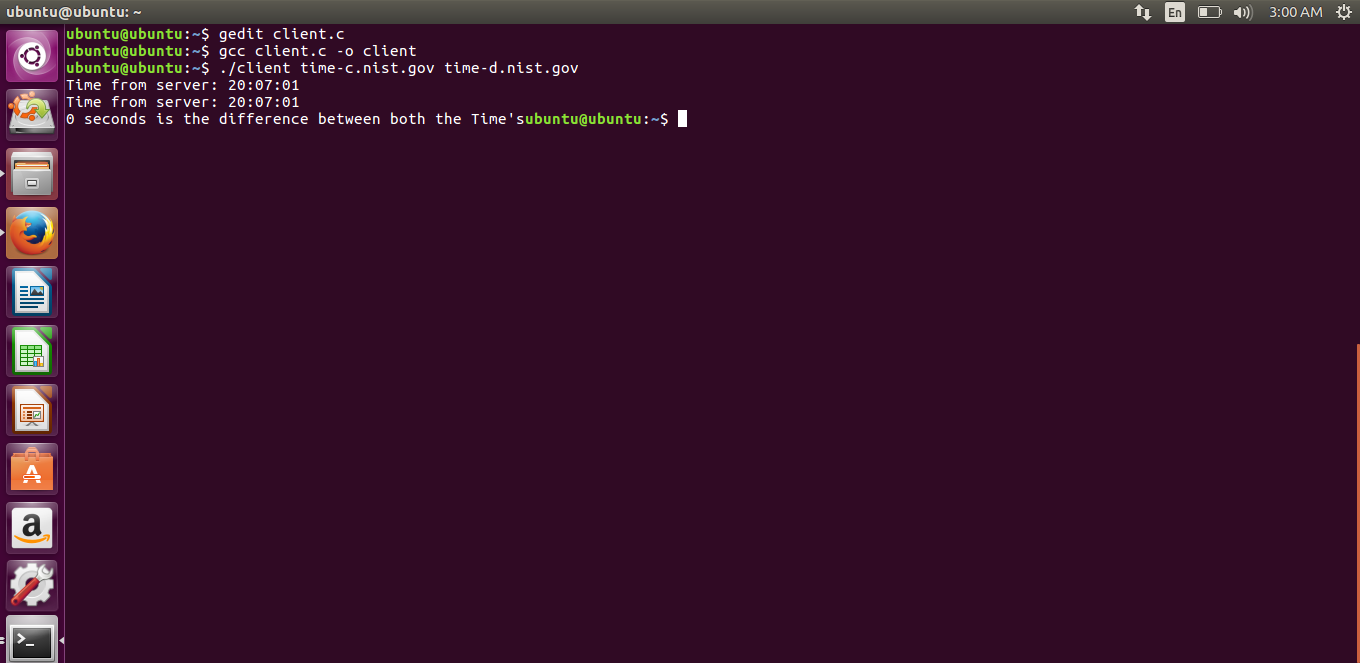 ubuntu@ubuntu: ~
En
3:00 AM
ubuntu@ubuntu:~$ gedit client.c
ubuntu@ubuntu:~$ gcc client.c -o client
ubuntu@ubuntu:~$ ./client time-c.nist.gov time-d.nist.gov
Time from server: 20:07:01
Time from server: 20:07:01
0 seconds is the difference between both the Time'subuntu@ubuntu:~$